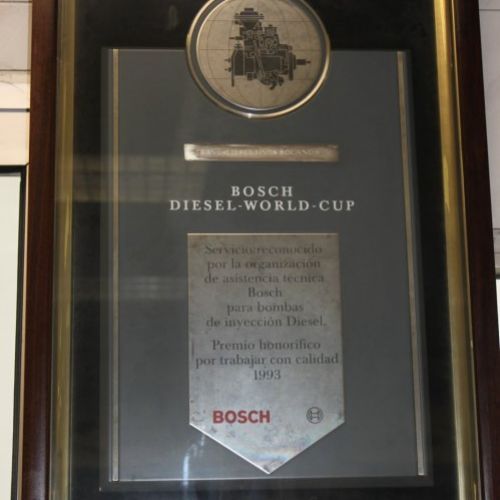 BOSCH
DIESEL-WORLD-CUP
Servicio reconocido
por la organización
de asistencia técnica
Bosch
para bombas
de inyección Diesel.
Premio honorifico
por trabajar con calidad
1993
BOSCH